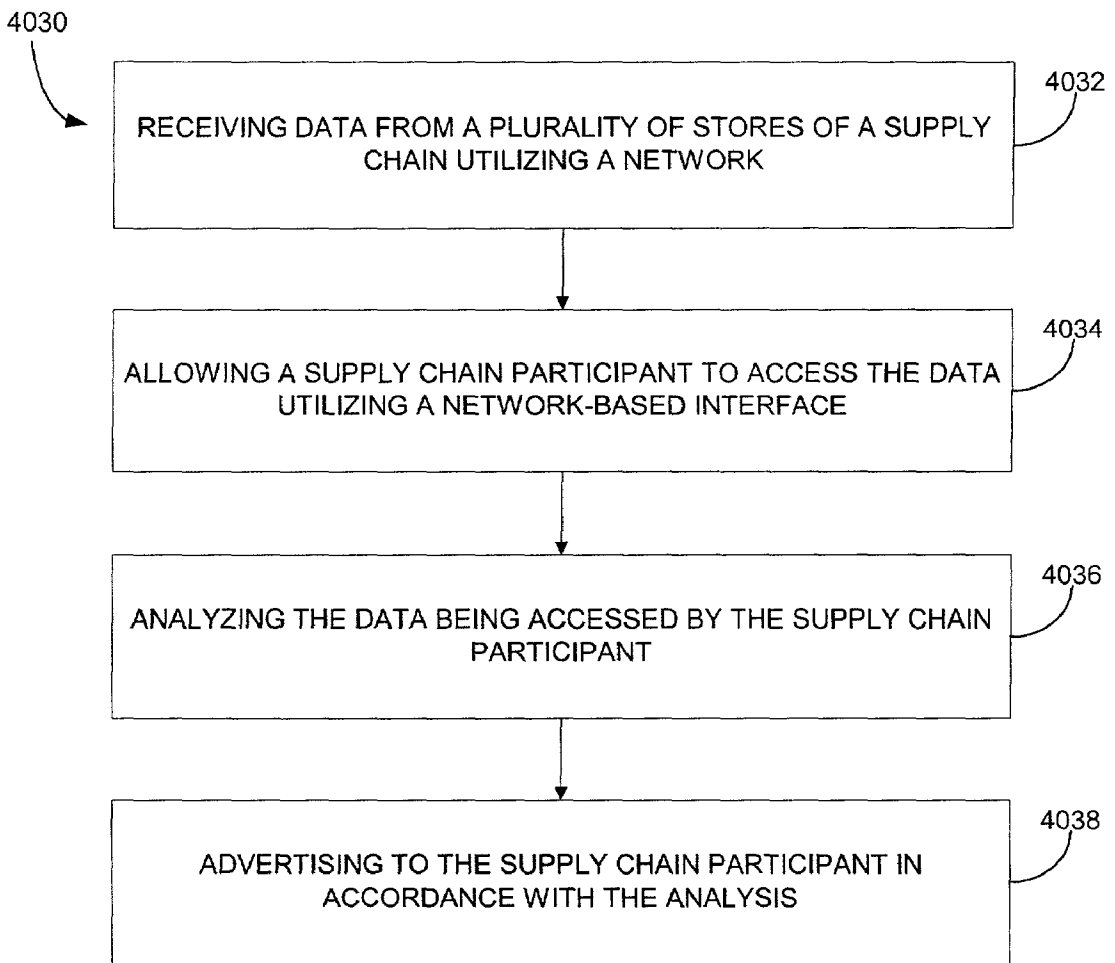 4030
4032
RECEIVING DATA FROM A PLURALITY OF STORES OF A SUPPLY
CHAIN UTILIZING A NETWORK
4034
ALLOWING A SUPPLY CHAIN PARTICIPANT TO ACCESS THE DATA
UTILIZING A NETWORK-BASED INTERFACE
4036
ANALYZING THE DATA BEING ACCESSED BY THE SUPPLY CHAIN
PARTICIPANT
4038
ADVERTISING TO THE SUPPLY CHAIN PARTICIPANT IN
ACCORDANCE WITH THE ANALYSIS